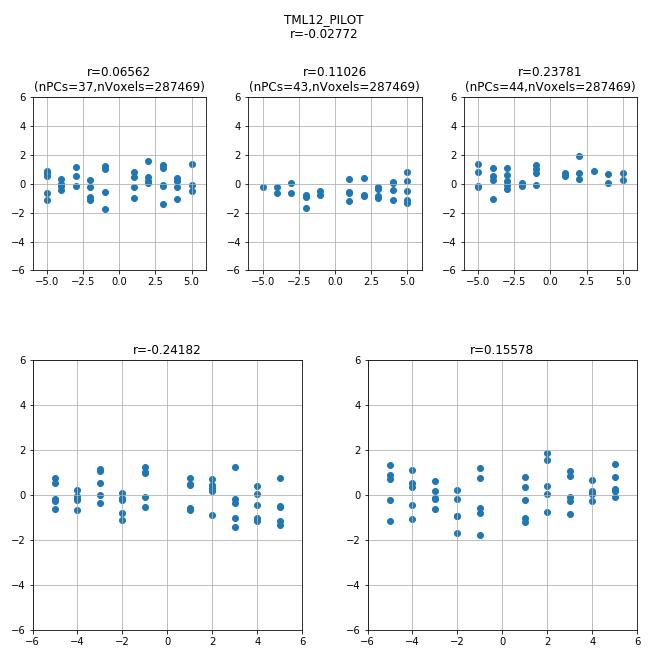 TML12_PILOT
r=-0.02772
r=0.06562
(nPCs=37,nVoxels=287469)
r=0.11026
(nPCs=43,nVoxels=287469)
r=0.23781
(nPCs=44,nVoxels=287469)
6
4
2
0
−2
−4
−6
−5.0 −2.5 0.0 2.5 5.0
6
4
2
0
−2
−4
−6
−5.0 −2.5 0.0 2.5 5.0
6
4
2
0
−2
−4
−6
−5.0 −2.5 0.0 2.5 5.0
r=-0.24182
6
4
2
0
−2
−4
−6
−6 −4 −2 0 2 4 6
r=0.15578
6
4
2
0
−2
−4
−6
−6 −4 −2 0 2 4 6